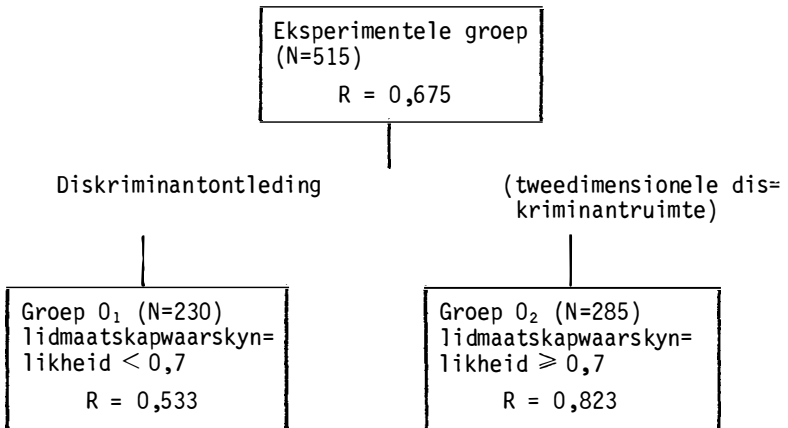 Eksperimentele groep
(N=515)
R = 0,675
Diskriminantontleding
(tweedimensionele dis=
kriminantruimte)
Groep O₁ (N=230)
lidmaatskapwaarskyn=
likheid < 0,7
R = 0,533
Groep O₂ (N=285)
lidmaatskapwaarskyn=
likheid ⩾ 0,7
R = 0,823